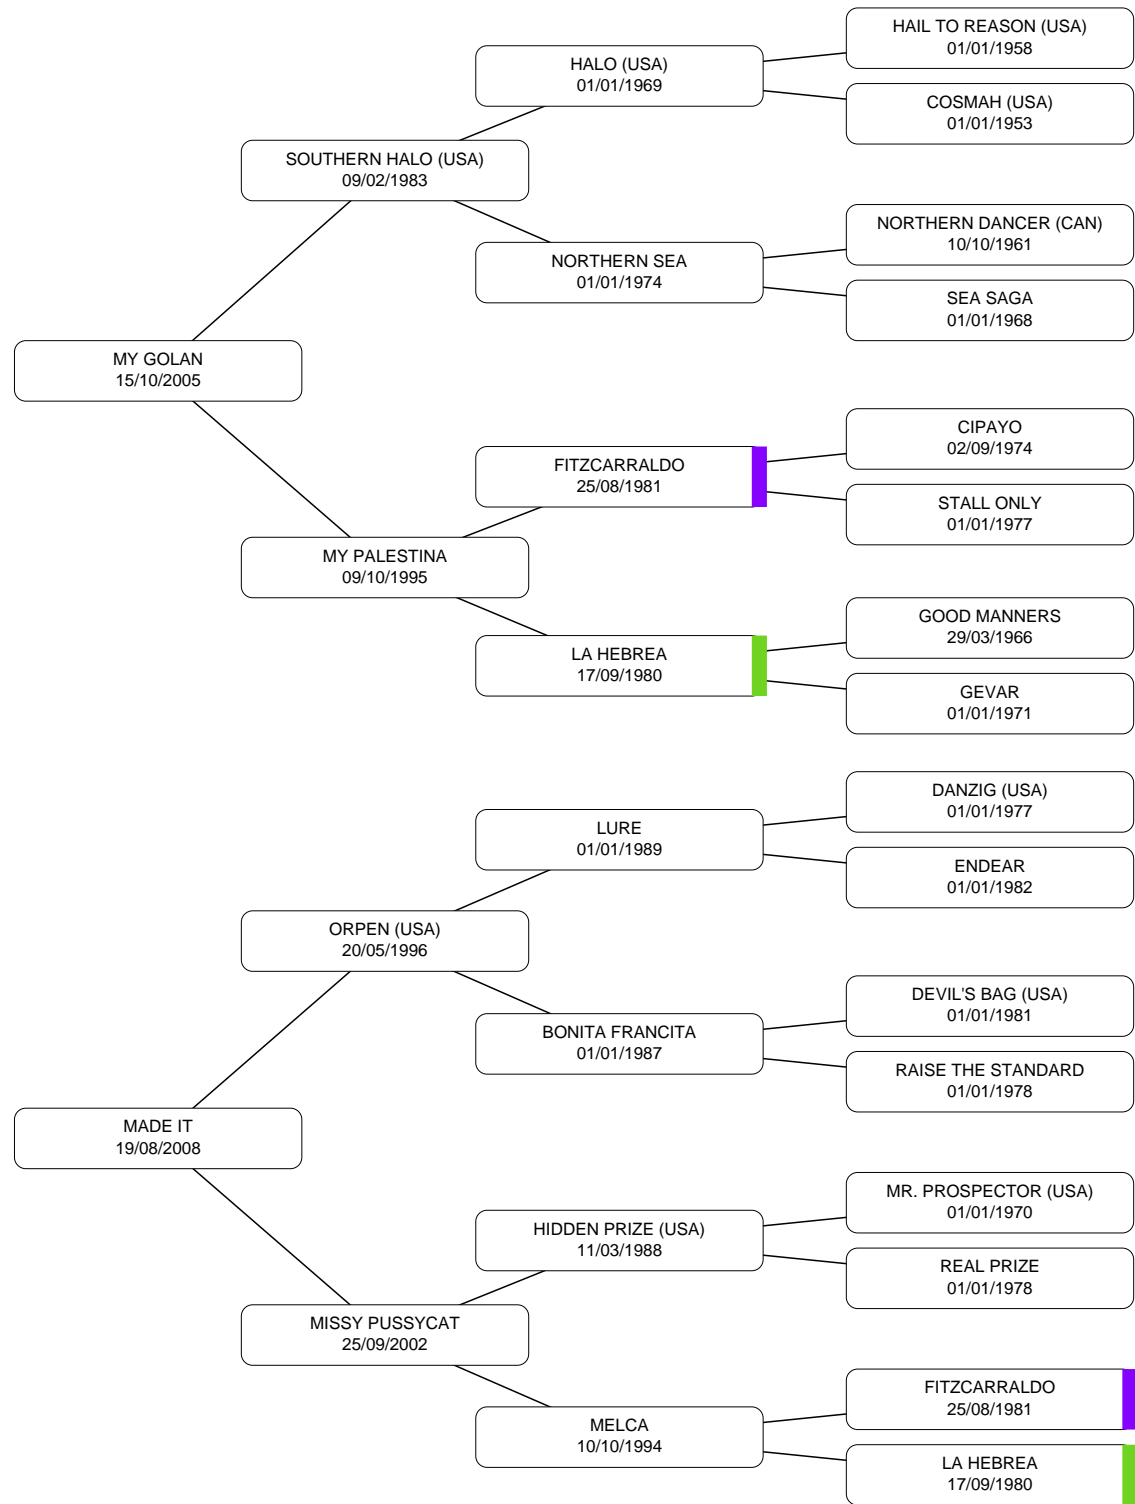 HAIL TO REASON (USA)
01/01/1958
HALO (USA)
01/01/1969
COSMAH (USA)
01/01/1953
SOUTHERN HALO (USA)
09/02/1983
NORTHERN DANCER (CAN)
10/10/1961
NORTHERN SEA
01/01/1974
SEA SAGA
01/01/1968
MY GOLAN
15/10/2005
CIPAYO
02/09/1974
FITZCARRALDO
25/08/1981
STALL ONLY
01/01/1977
MY PALESTINA
09/10/1995
GOOD MANNERS
29/03/1966
LA HEBREA
17/09/1980
GEVAR
01/01/1971
DANZIG (USA)
01/01/1977
LURE
01/01/1989
ENDEAR
01/01/1982
ORPEN (USA)
20/05/1996
DEVIL'S BAG (USA)
01/01/1981
BONITA FRANCITA
01/01/1987
RAISE THE STANDARD
01/01/1978
MADE IT
19/08/2008
MR. PROSPECTOR (USA)
01/01/1970
HIDDEN PRIZE (USA)
11/03/1988
REAL PRIZE
01/01/1978
MISSY PUSSYCAT
25/09/2002
FITZCARRALDO
25/08/1981
MELCA
10/10/1994
LA HEBREA
17/09/1980